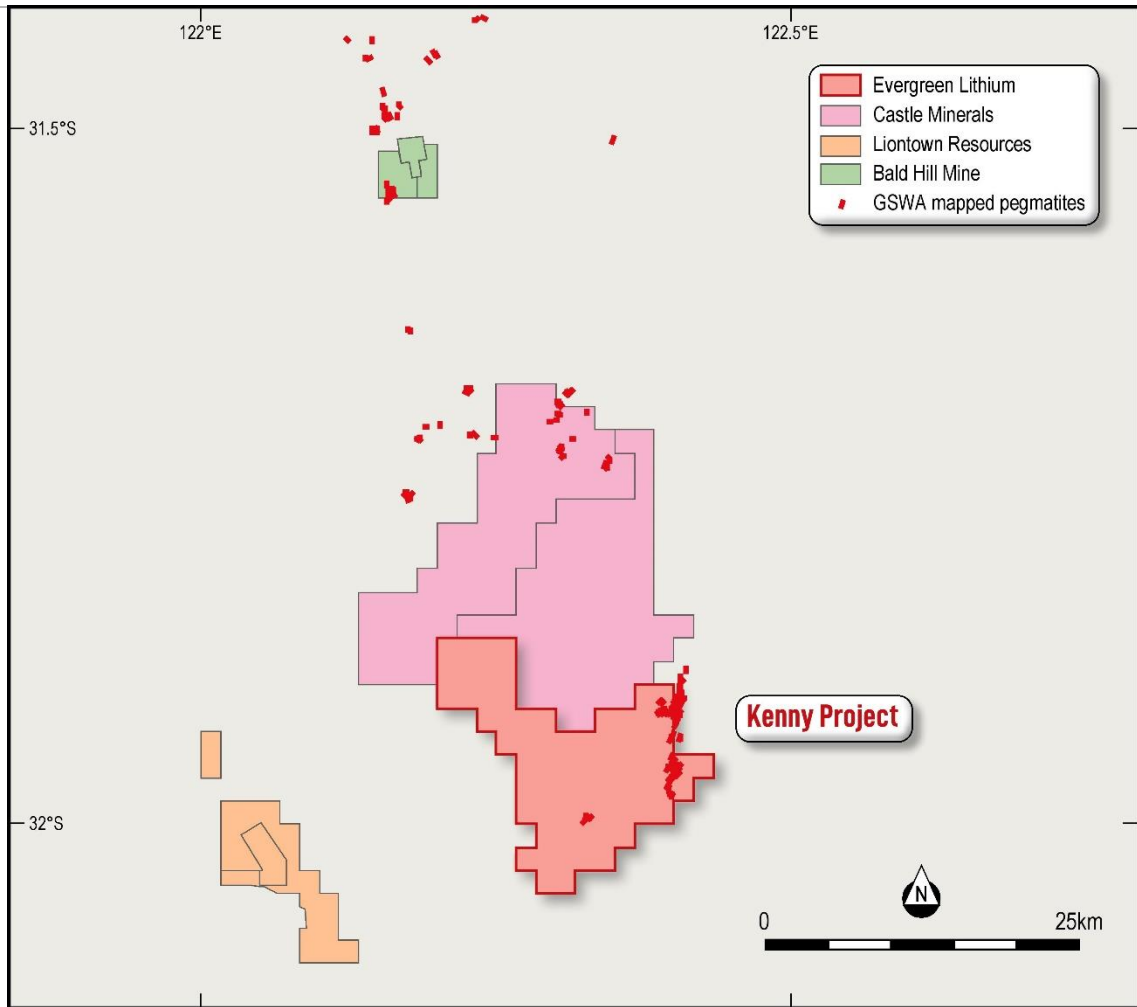 122°E
122.5°E
31.5°S
Evergreen Lithium
Castle Minerals
Liontown Resources
Bald Hill Mine
GSWA mapped pegmatites
Kenny Project
32°S
N
0
25km